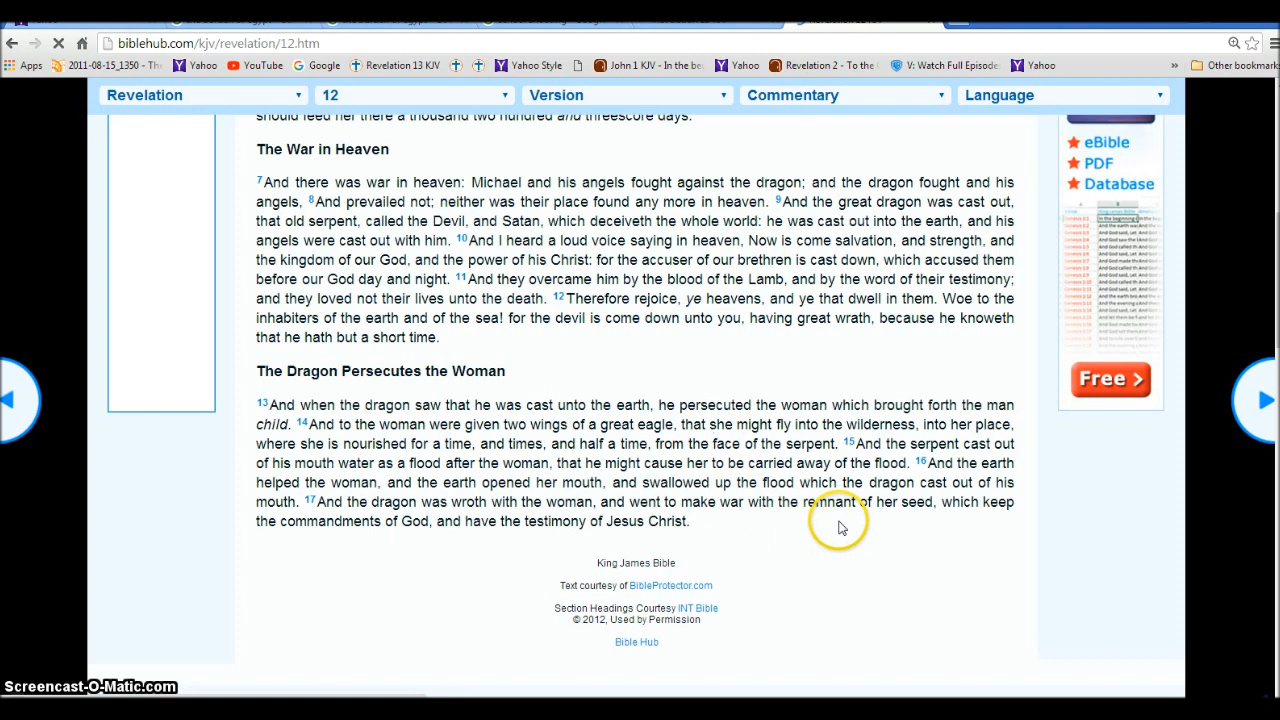 biblehub.com/kjv/revelation/12.htm
Apps 2011-08-15_1350 - The Yahoo YouTube Google Revelation 13 KJV Yahoo Style John 1 KJV - In the be Yahoo Revelation 2 - To the V: Watch Full Episode Yahoo » Other bookmark
Revelation 12 Version Commentary Language
should feed her there a thousand two hundred and threescore days.
The War in Heaven
7And there was war in heaven: Michael and his angels fought against the dragon; and the dragon fought and his
angels, 8And prevailed not; neither was their place found any more in heaven. 9And the great dragon was cast out,
that old serpent, called the Devil, and Satan, which deceiveth the whole world: he was cast out into the earth, and his
angels were cast out with him. 10And I heard a loud voice saying in heaven, Now is come salvation, and strength, and
the kingdom of our God, and the power of his Christ: for the accuser of our brethren is cast down, which accused them
before our God day and night. 11And they overcame him by the blood of the Lamb, and by the word of their testimony;
and they loved not their lives unto the death. 12Therefore rejoice, ye heavens, and ye that dwell in them. Woe to the
inhabiters of the earth and of the sea! for the devil is come down unto you, having great wrath, because he knoweth
that he hath but a short time.
The Dragon Persecutes the Woman
13And when the dragon saw that he was cast unto the earth, he persecuted the woman which brought forth the man
child. 14And to the woman were given two wings of a great eagle, that she might fly into the wilderness, into her place,
where she is nourished for a time, and times, and half a time, from the face of the serpent. 15And the serpent cast out
of his mouth water as a flood after the woman, that he might cause her to be carried away of the flood. 16And the earth
helped the woman, and the earth opened her mouth, and swallowed up the flood which the dragon cast out of his
mouth. 17And the dragon was wroth with the woman, and went to make war with the remnant of her seed, which keep
the commandments of God, and have the testimony of Jesus Christ.
King James Bible
Text courtesy of BibleProtector.com
Section Headings Courtesy INT Bible
© 2012, Used by Permission
Bible Hub
eBible
PDF
Database
Free >
Screencast-O-Matic.com